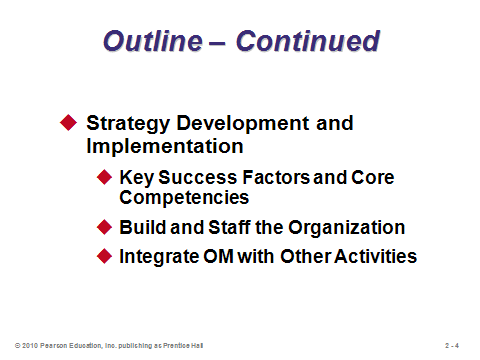 Outline – Continued
Strategy Development and
Implementation
Key Success Factors and Core
Competencies
Build and Staff the Organization
Integrate OM with Other Activities
© 2010 Pearson Education, Inc. publishing as Prentice Hall
2 - 4